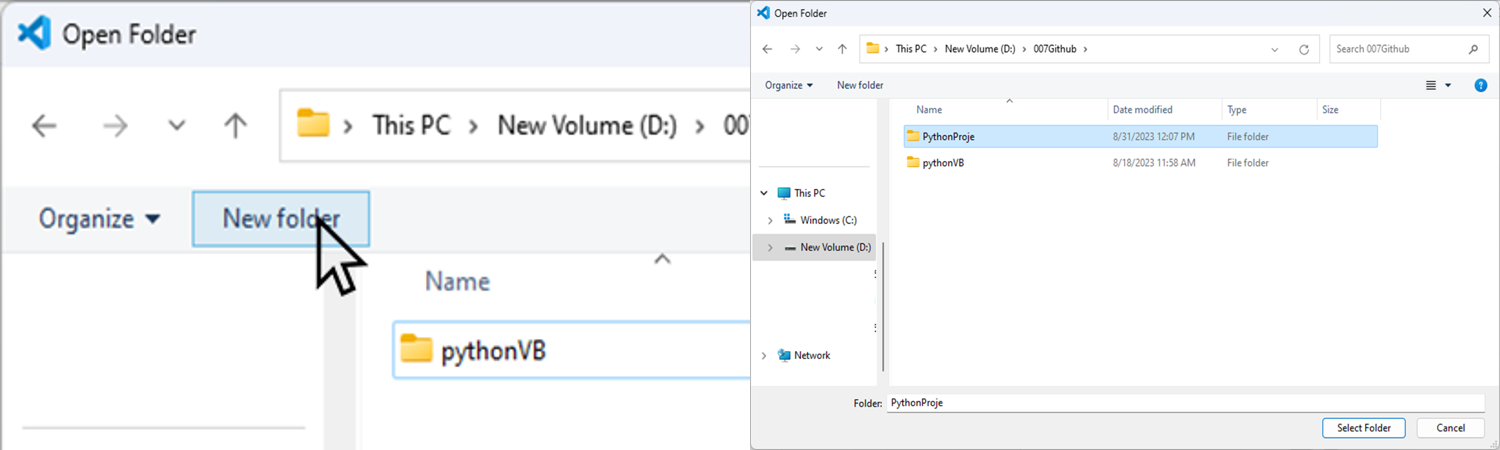 Open Folder
This PC New Volume (D:) 00
Organize New folder
Name
pythonVB
Open Folder
This PC New Volume (D:) 007Github Search 007Github
Organize New folder
Name Date modified Type Size
PythonProje 8/31/2023 12:07 PM File folder
pythonVB 8/18/2023 11:58 AM File folder
This PC
Windows (C:)
New Volume (D:)
Network
Folder: PythonProje
Select Folder Cancel